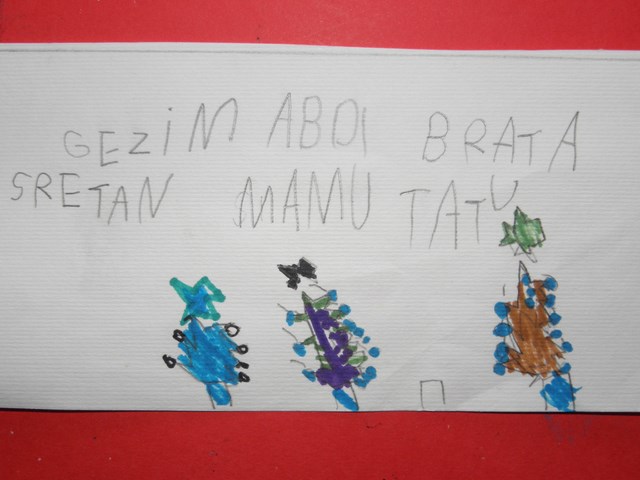 GEZiM ABDI BRATA
SRETAN MAMU TATU